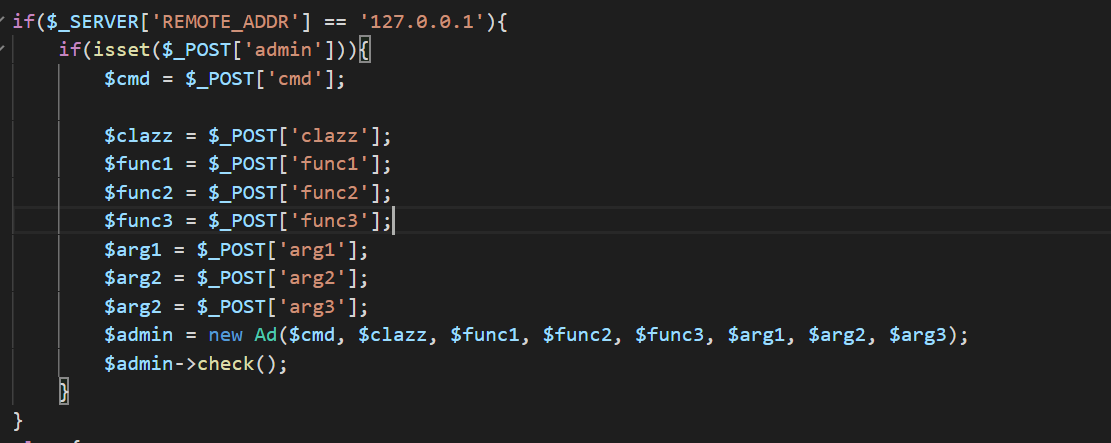 if($_SERVER['REMOTE_ADDR'] == '127.0.0.1'){
if(isset($_POST['admin'])){
$cmd = $_POST['cmd'];
$clazz = $_POST['clazz'];
$func1 = $_POST['func1'];
$func2 = $_POST['func2'];
$func3 = $_POST['func3'];
$arg1 = $_POST['arg1'];
$arg2 = $_POST['arg2'];
$arg2 = $_POST['arg3'];
$admin = new Ad($cmd, $clazz, $func1, $func2, $func3, $arg1, $arg2, $arg3);
$admin->check();
}
}